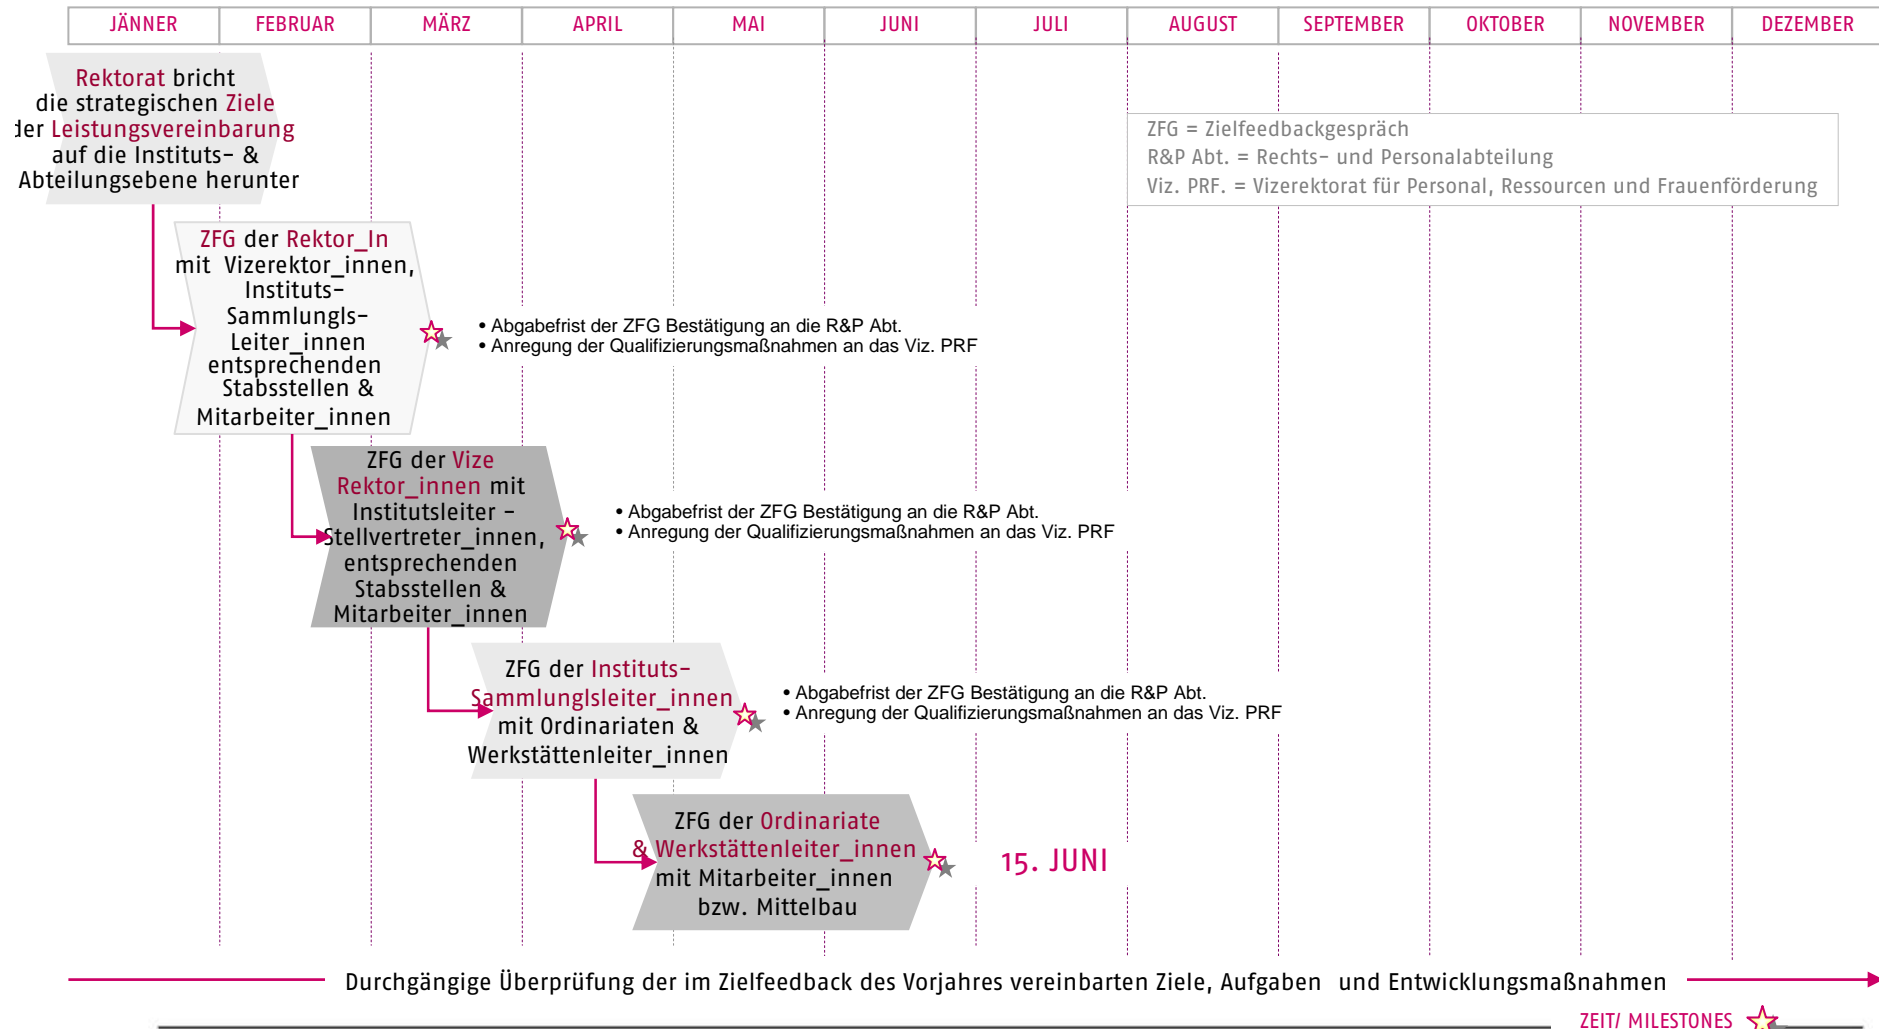 JÄNNER FEBRUAR MÄRZ APRIL MAI JUNI JULI AUGUST SEPTEMBER OKTOBER NOVEMBER DEZEMBER
Rektorat bricht
die strategischen Ziele
der Leistungsvereinbarung
auf die Instituts- &
Abteilungsebene herunter
ZFG = Zielfeedbackgespräch
R&P Abt. = Rechts- und Personalabteilung
Viz. PRF. = Vizerektorat für Personal, Ressourcen und Frauenförderung
ZFG der Rektor_In
mit Vizerektor_innen,
Instituts-
Sammlungls-
Leiter_innen
entsprechenden
Stabsstellen &
Mitarbeiter_innen
• Abgabefrist der ZFG Bestätigung an die R&P Abt.
• Anregung der Qualifizierungsmaßnahmen an das Viz. PRF
ZFG der Vize
Rektor_innen mit
Institutsleiter -
Stellvertreter_innen,
entsprechenden
Stabsstellen &
Mitarbeiter_innen
• Abgabefrist der ZFG Bestätigung an die R&P Abt.
• Anregung der Qualifizierungsmaßnahmen an das Viz. PRF
ZFG der Instituts-
Sammlunglsleiter_innen
mit Ordinariaten &
Werkstättenleiter_innen
• Abgabefrist der ZFG Bestätigung an die R&P Abt.
• Anregung der Qualifizierungsmaßnahmen an das Viz. PRF
ZFG der Ordinariate
& Werkstättenleiter_innen
mit Mitarbeiter_innen
bzw. Mittelbau
15. JUNI
Durchgängige Überprüfung der im Zielfeedback des Vorjahres vereinbarten Ziele, Aufgaben und Entwicklungsmaßnahmen
ZEIT/ MILESTONES